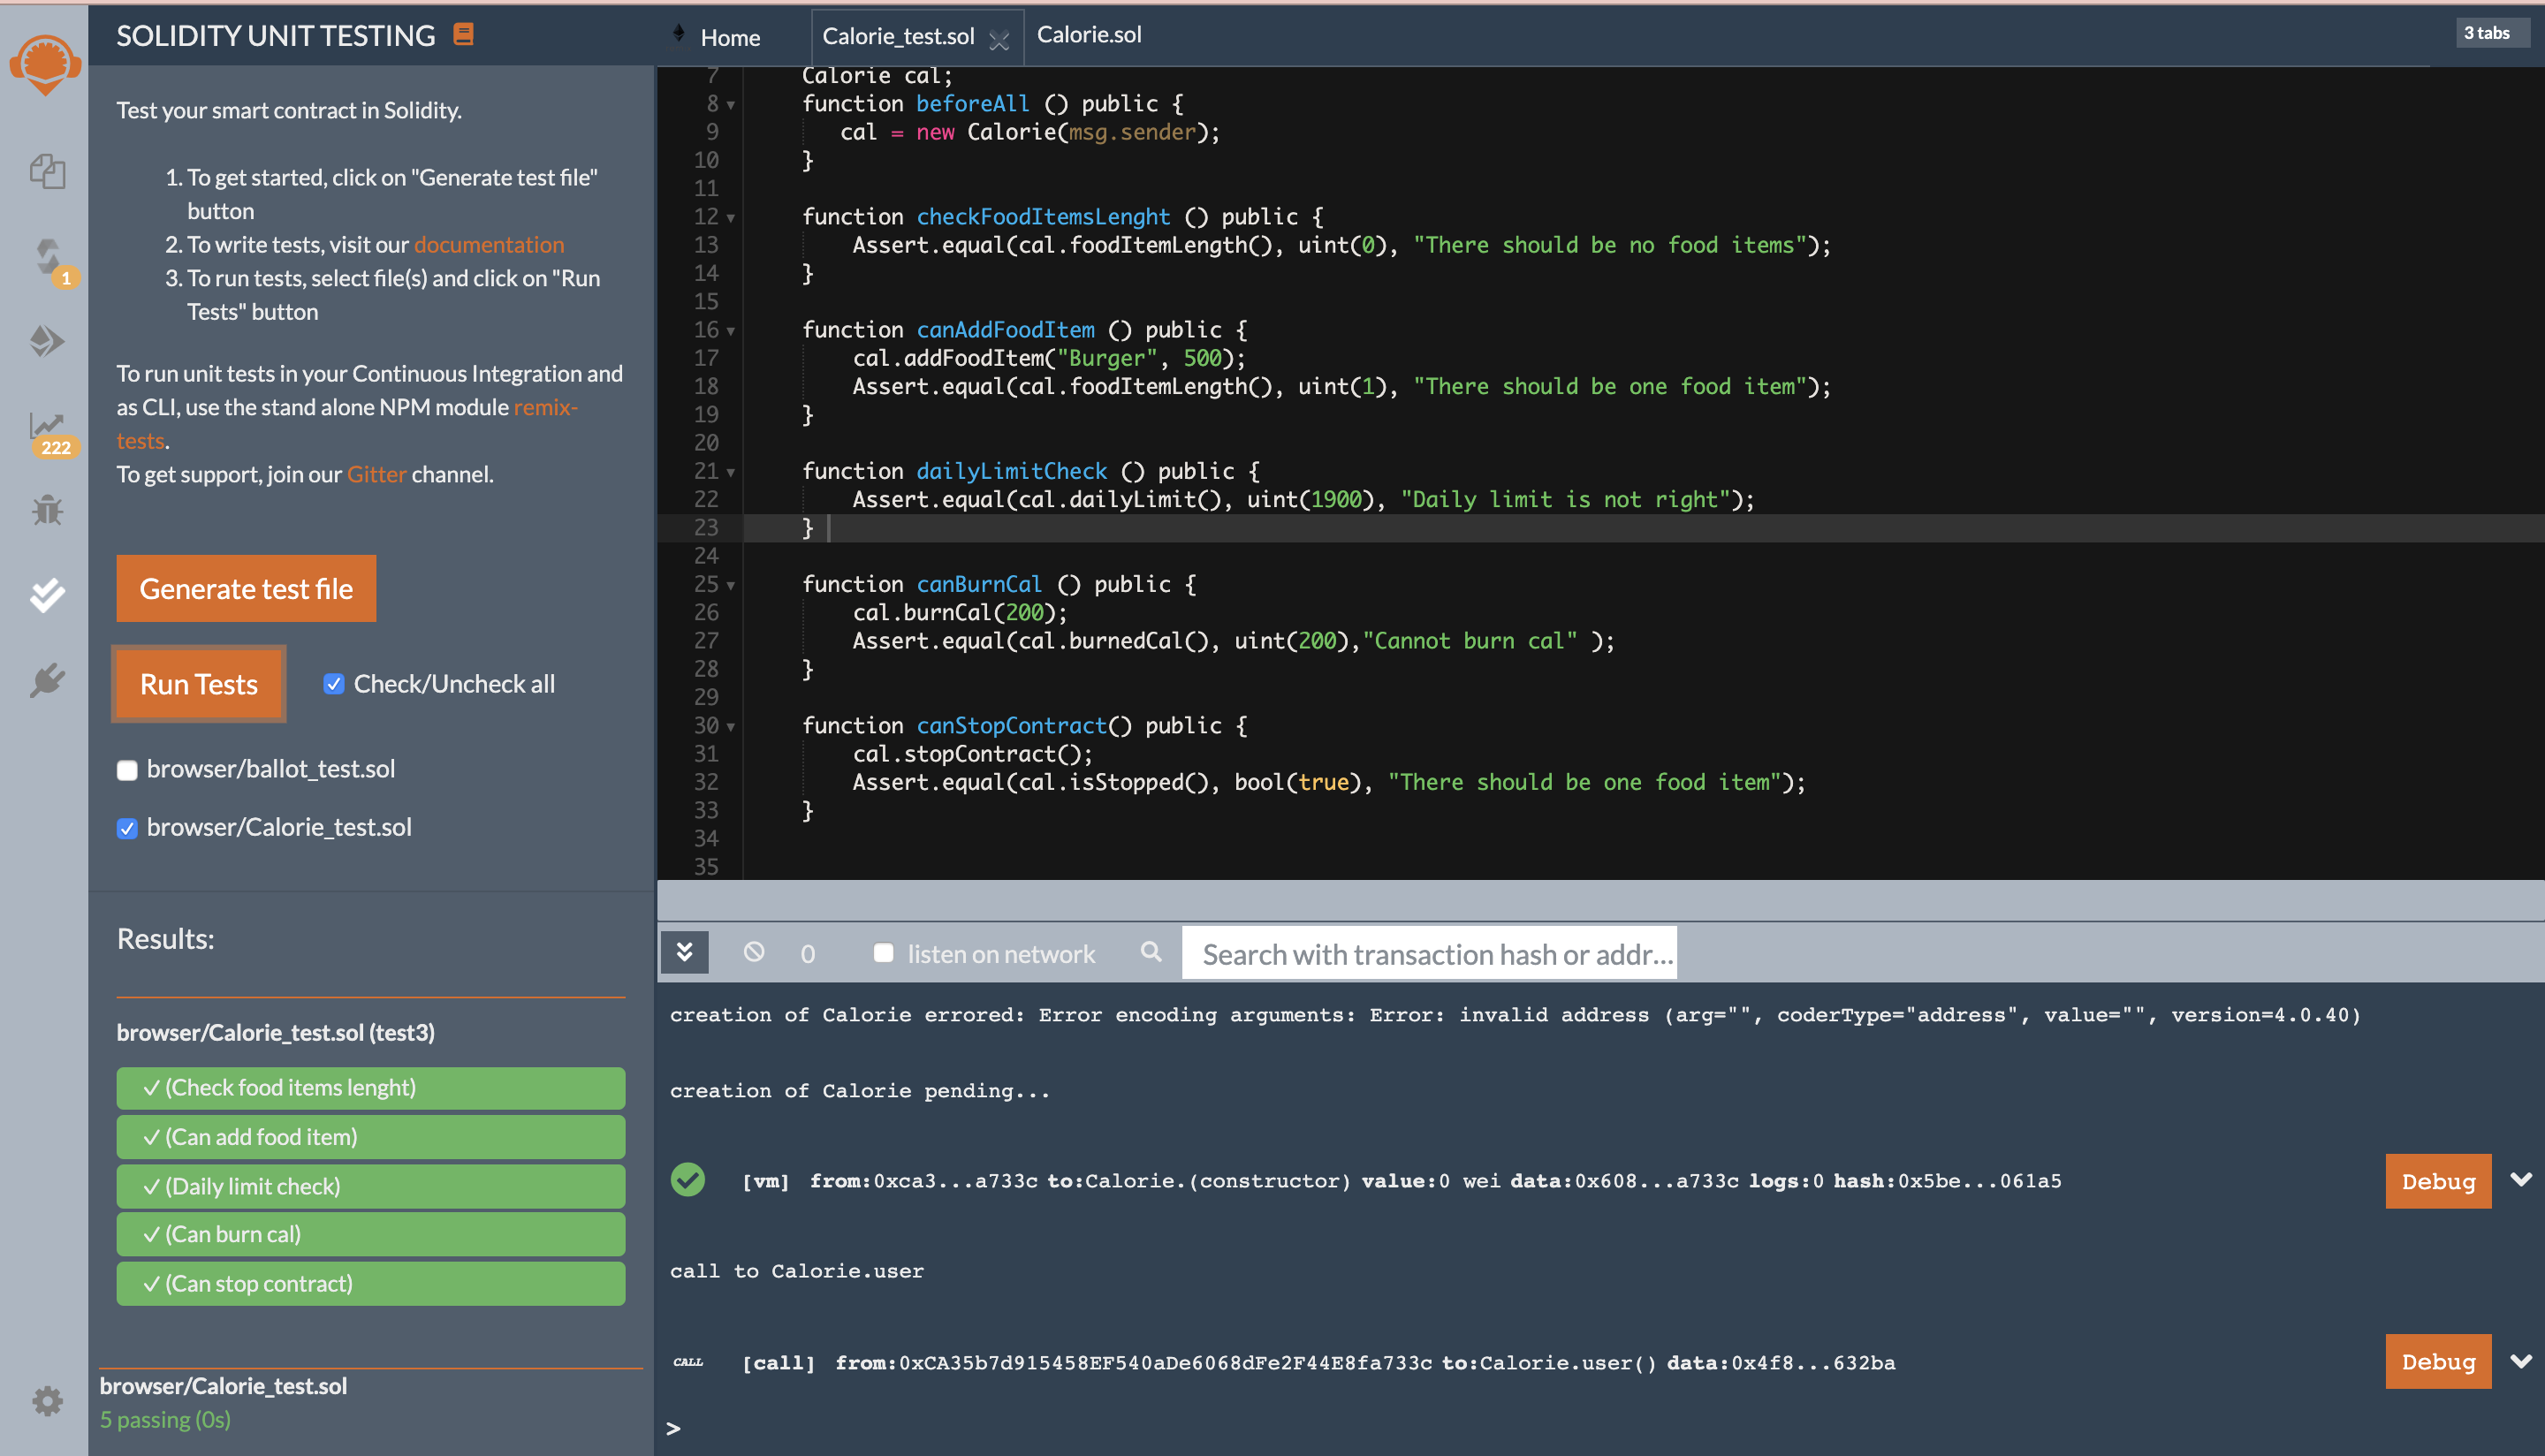 SOLIDITY UNIT TESTING
Test your smart contract in Solidity.
1. To get started, click on "Generate test file"
button
2. To write tests, visit our documentation
3. To run tests, select file(s) and click on "Run
Tests" button
To run unit tests in your Continuous Integration and
as CLI, use the stand alone NPM module remix-
tests.
To get support, join our Gitter channel.
1
222
Generate test file
Run Tests
Check/Uncheck all
browser/ballot_test.sol
browser/Calorie_test.sol
Results:
browser/Calorie_test.sol (test3)
✓ (Check food items lenght)
✓ (Can add food item)
✓ (Daily limit check)
✓ (Can burn cal)
✓ (Can stop contract)
browser/Calorie_test.sol
5 passing (0s)
Home
Calorie_test.sol
Calorie.sol
3 tabs
7 Calorie cal;
8 function beforeAll () public {
9 cal = new Calorie(msg.sender);
10 }
11
12 function checkFoodItemsLenght () public {
13 Assert.equal(cal.foodItemLength(), uint(0), "There should be no food items");
14 }
15
16 function canAddFoodItem () public {
17 cal.addFoodItem("Burger", 500);
18 Assert.equal(cal.foodItemLength(), uint(1), "There should be one food item");
19 }
20
21 function dailyLimitCheck () public {
22 Assert.equal(cal.dailyLimit(), uint(1900), "Daily limit is not right");
23 }
24
25 function canBurnCal () public {
26 cal.burnCal(200);
27 Assert.equal(cal.burnedCal(), uint(200),"Cannot burn cal" );
28 }
29
30 function canStopContract() public {
31 cal.stopContract();
32 Assert.equal(cal.isStopped(), bool(true), "There should be one food item");
33 }
34
35
0
listen on network
Search with transaction hash or addr...
creation of Calorie errored: Error encoding arguments: Error: invalid address (arg="", coderType="address", value="", version=4.0.40)
creation of Calorie pending...
[vm] from:0xca3...a733c to:Calorie.(constructor) value:0 wei data:0x608...a733c logs:0 hash:0x5be...061a5
Debug
call to Calorie.user
CALL [call] from:0xCA35b7d915458EF540aDe6068dFe2F44E8fa733c to:Calorie.user() data:0x4f8...632ba
Debug
>